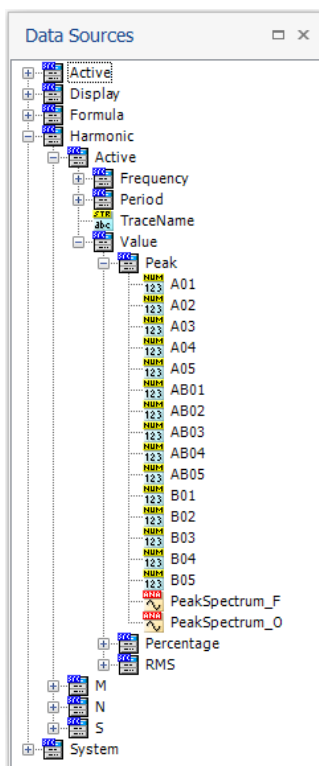 Data Sources
Active
Display
Formula
Harmonic
Active
Frequency
Period
TraceName
Value
Peak
A01
A02
A03
A04
A05
AB01
AB02
AB03
AB04
AB05
B01
B02
B03
B04
B05
PeakSpectrum_F
PeakSpectrum_O
Percentage
RMS
M
N
S
System